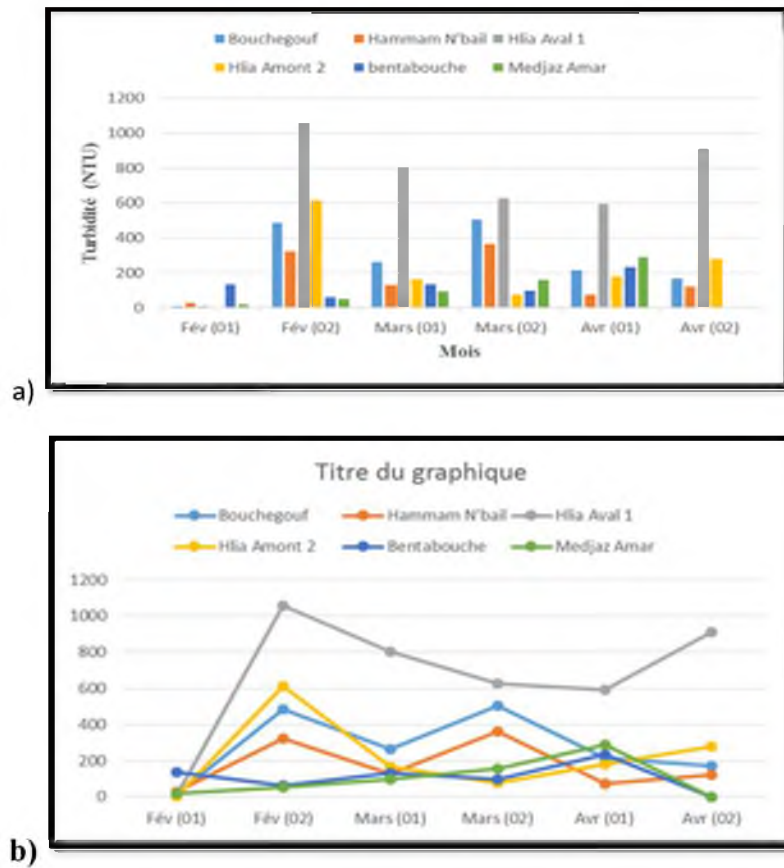 Bouchegouf Hammam N'bail Hlia Aval 1
Hlia Amont 2 bentabouche Medjaz Amar
1200
1000
800
600
400
200
0
Turbidité (NTU)
Fév (01) Fév (02) Mars (01) Mars (02) Avr (01) Avr (02)
Mois
a)
Titre du graphique
Bouchegouf Hammam N'bail Hlia Aval 1
Hlia Amont 2 Bentabouche Medjaz Amar
1200
1000
800
600
400
200
0
Fév (01) Fév (02) Mars (01) Mars (02) Avr (01) Avr (02)
b)